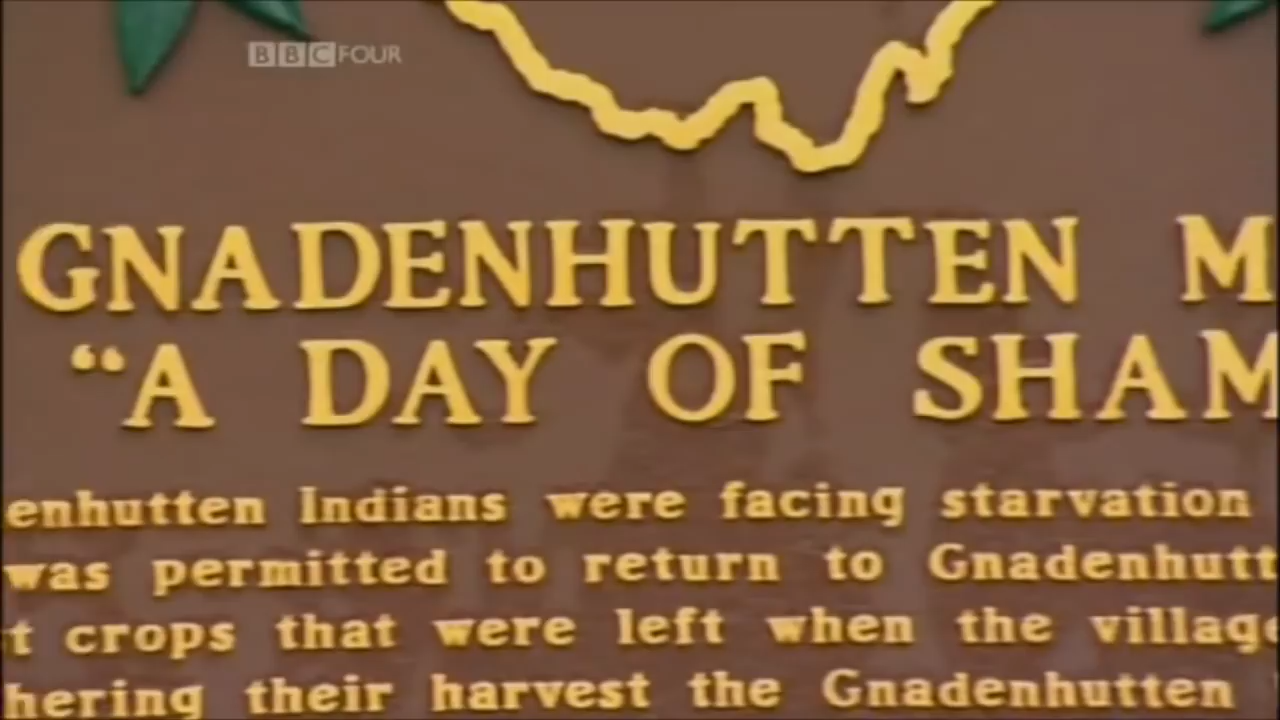 BBC FOUR
GNADENHUTTEN M
“A DAY OF SHAM
enhutten Indians were facing starvation
was permitted to return to Gnadenhutt
t crops that were left when the village
hering their harvest the Gnadenhutten